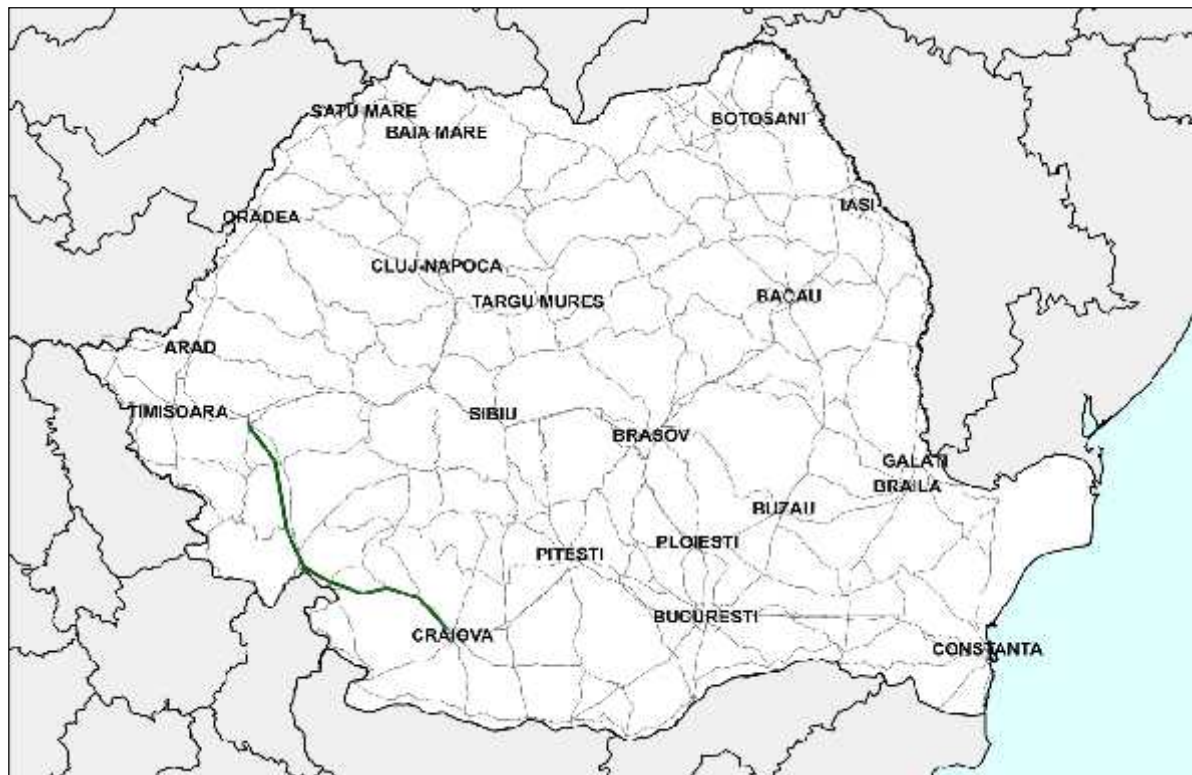 SATU MARE
BAIA MARE
BOTOSANI
IASI
ORADEA
CLUJ-NAPOCA
TARGU MURES
BACAU
ARAD
TIMISOARA
SIBIU
BRASOV
GALATI
BRAILA
BUZAU
PLOIESTI
PITESTI
BUCURESTI
CRAIOVA
CONSTANTA